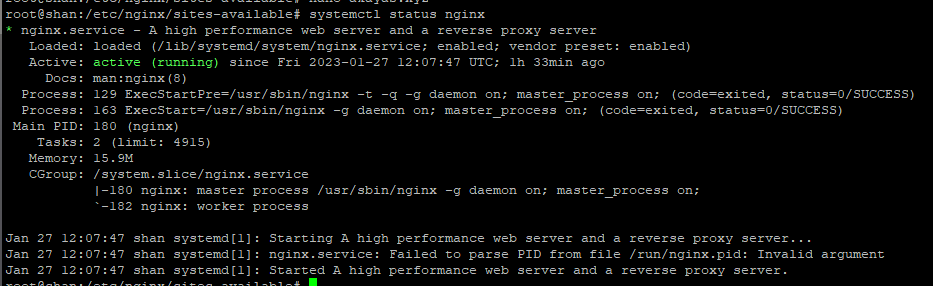 root@shan:/etc/nginx/sites-available# systemctl status nginx
* nginx.service - A high performance web server and a reverse proxy server
   Loaded: loaded (/lib/systemd/system/nginx.service; enabled; vendor preset: enabled)
   Active: active (running) since Fri 2023-01-27 12:07:47 UTC; 1h 33min ago
     Docs: man:nginx(8)
  Process: 129 ExecStartPre=/usr/sbin/nginx -t -q -g daemon on; master_process on; (code=exited, status=0/SUCCESS)
  Process: 163 ExecStart=/usr/sbin/nginx -g daemon on; master_process on; (code=exited, status=0/SUCCESS)
 Main PID: 180 (nginx)
    Tasks: 2 (limit: 4915)
   Memory: 15.9M
   CGroup: /system.slice/nginx.service
           |-180 nginx: master process /usr/sbin/nginx -g daemon on; master_process on;
           `-182 nginx: worker process
Jan 27 12:07:47 shan systemd[1]: Starting A high performance web server and a reverse proxy server...
Jan 27 12:07:47 shan systemd[1]: nginx.service: Failed to parse PID from file /run/nginx.pid: Invalid argument
Jan 27 12:07:47 shan systemd[1]: Started A high performance web server and a reverse proxy server.
root@shan:/etc/nginx/sites-available#